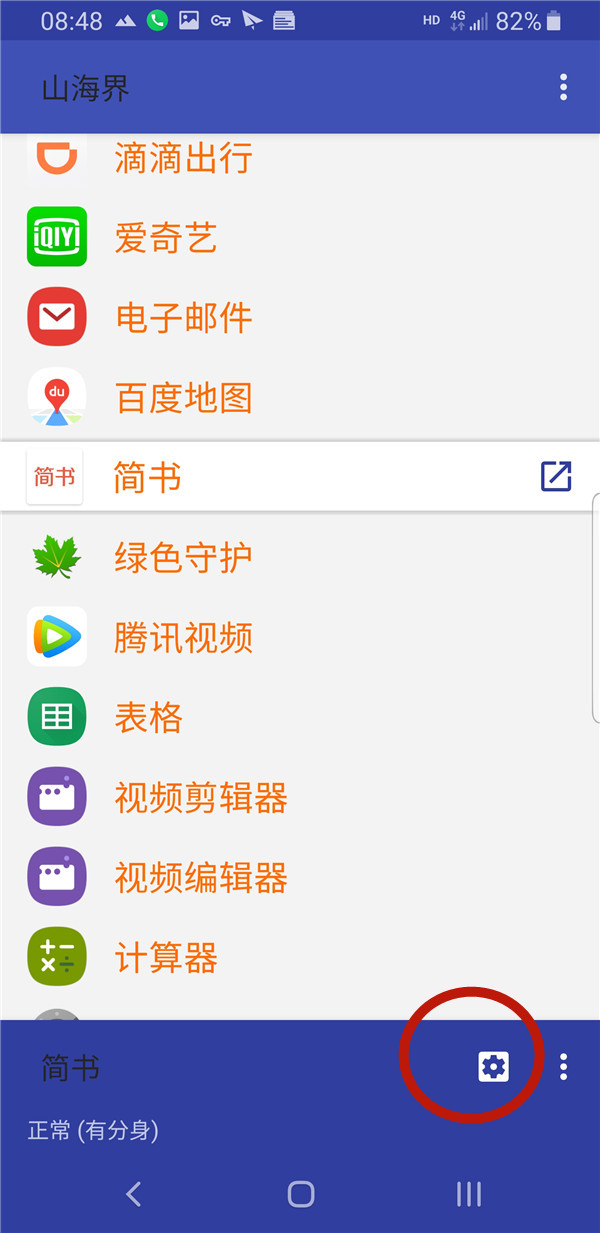 08:48 HD 4G 82%
山海界
滴滴出行
iQIYI 爱奇艺
电子邮件
du 百度地图
简书 简书
绿色守护
腾讯视频
表格
视频剪辑器
视频编辑器
计算器
简书
正常 (有分身)